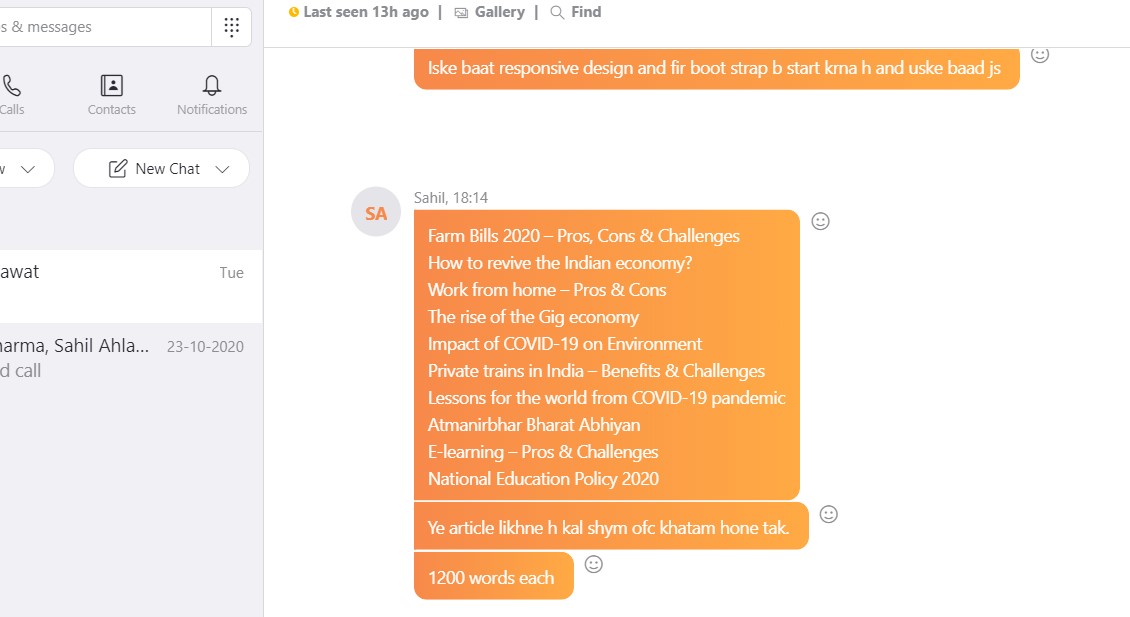 s & messages
Last seen 13h ago | Gallery | Find
Calls
Contacts
Notifications
New Chat
awat
Tue
harma, Sahil Ahla...
23-10-2020
d call
Iske baat responsive design and fir boot strap b start krna h and uske baad js
SA
Sahil, 18:14
Farm Bills 2020 – Pros, Cons & Challenges
How to revive the Indian economy?
Work from home – Pros & Cons
The rise of the Gig economy
Impact of COVID-19 on Environment
Private trains in India – Benefits & Challenges
Lessons for the world from COVID-19 pandemic
Atmanirbhar Bharat Abhiyan
E-learning – Pros & Challenges
National Education Policy 2020
Ye article likhne h kal shym ofc khatam hone tak.
1200 words each